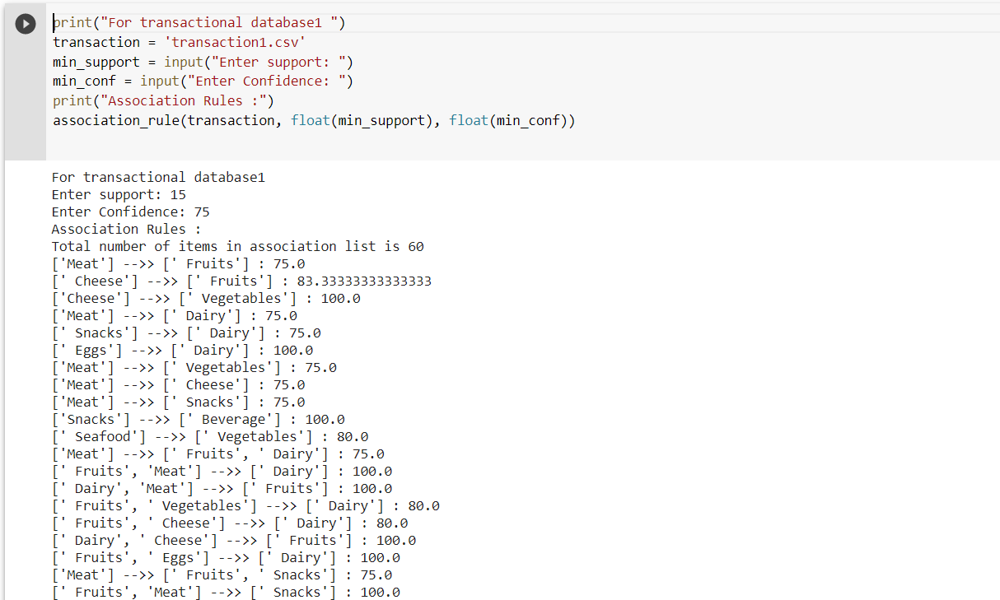 print("For transactional database1 ")
transaction = 'transaction1.csv'
min_support = input("Enter support: ")
min_conf = input("Enter Confidence: ")
print("Association Rules :")
association_rule(transaction, float(min_support), float(min_conf))
For transactional database1
Enter support: 15
Enter Confidence: 75
Association Rules :
Total number of items in association list is 60
['Meat'] -->> [' Fruits'] : 75.0
[' Cheese'] -->> [' Fruits'] : 83.33333333333333
['Cheese'] -->> [' Vegetables'] : 100.0
['Meat'] -->> [' Dairy'] : 75.0
[' Snacks'] -->> [' Dairy'] : 75.0
[' Eggs'] -->> [' Dairy'] : 100.0
['Meat'] -->> [' Vegetables'] : 75.0
['Meat'] -->> [' Cheese'] : 75.0
['Meat'] -->> [' Snacks'] : 75.0
['Snacks'] -->> [' Beverage'] : 100.0
[' Seafood'] -->> [' Vegetables'] : 80.0
['Meat'] -->> [' Fruits', ' Dairy'] : 75.0
[' Fruits', 'Meat'] -->> [' Dairy'] : 100.0
[' Dairy', 'Meat'] -->> [' Fruits'] : 100.0
[' Fruits', ' Vegetables'] -->> [' Dairy'] : 80.0
[' Fruits', ' Cheese'] -->> [' Dairy'] : 80.0
[' Dairy', ' Cheese'] -->> [' Fruits'] : 100.0
[' Fruits', ' Eggs'] -->> [' Dairy'] : 100.0
['Meat'] -->> [' Fruits', ' Snacks'] : 75.0
[' Fruits', 'Meat'] -->> [' Snacks'] : 100.0